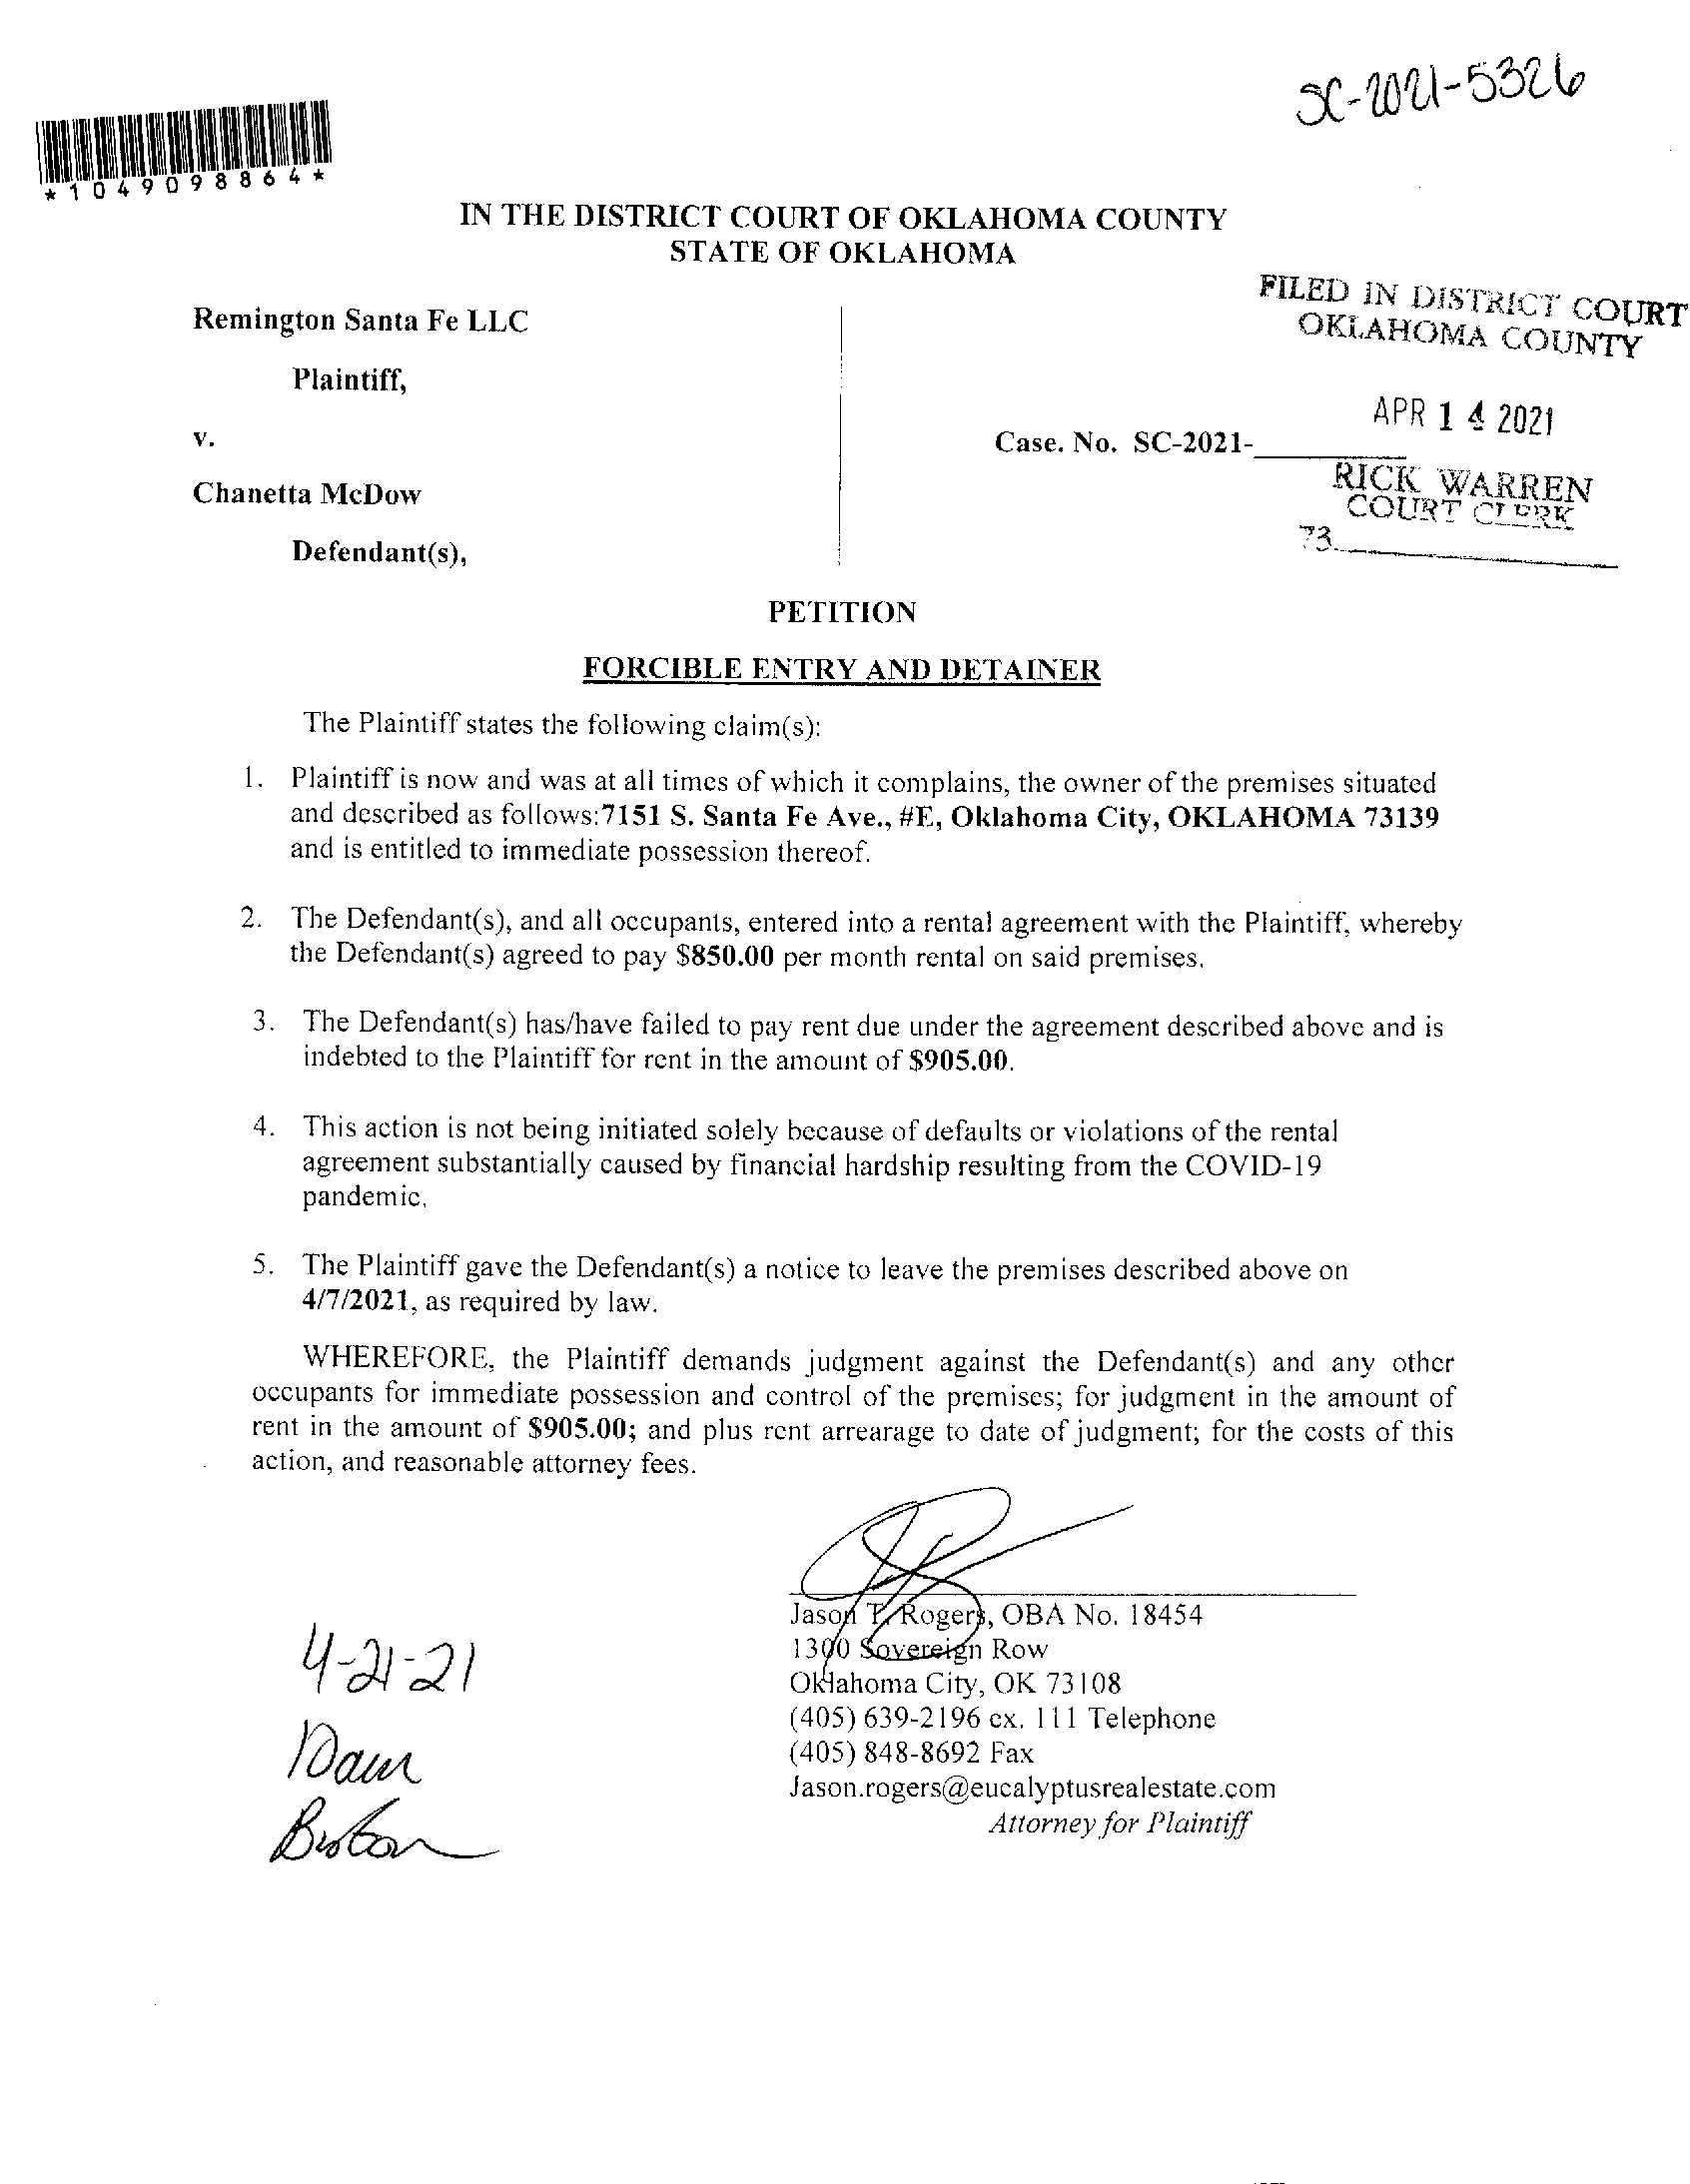 SC-2021-5326
*1049098864*
IN THE DISTRICT COURT OF OKLAHOMA COUNTY
STATE OF OKLAHOMA
FILED IN DISTRICT COURT
OKLAHOMA COUNTY
Remington Santa Fe LLC
Plaintiff,
APR 14 2021
v.
Case. No. SC-2021-________
RICK WARREN
COURT CLERK
Chanetta McDow
73
Defendant(s),
PETITION
FORCIBLE ENTRY AND DETAINER
The Plaintiff states the following claim(s):
1. Plaintiff is now and was at all times of which it complains, the owner of the premises situated
and described as follows:7151 S. Santa Fe Ave., #E, Oklahoma City, OKLAHOMA 73139
and is entitled to immediate possession thereof.
2. The Defendant(s), and all occupants, entered into a rental agreement with the Plaintiff, whereby
the Defendant(s) agreed to pay $850.00 per month rental on said premises.
3. The Defendant(s) has/have failed to pay rent due under the agreement described above and is
indebted to the Plaintiff for rent in the amount of $905.00.
4. This action is not being initiated solely because of defaults or violations of the rental
agreement substantially caused by financial hardship resulting from the COVID-19
pandemic.
5. The Plaintiff gave the Defendant(s) a notice to leave the premises described above on
4/7/2021, as required by law.
WHEREFORE, the Plaintiff demands judgment against the Defendant(s) and any other
occupants for immediate possession and control of the premises; for judgment in the amount of
rent in the amount of $905.00; and plus rent arrearage to date of judgment; for the costs of this
action, and reasonable attorney fees.
Jason T. Rogers, OBA No. 18454
1300 Sovereign Row
Oklahoma City, OK 73108
(405) 639-2196 ex. 111 Telephone
(405) 848-8692 Fax
Jason.rogers@eucalyptusrealestate.com
Attorney for Plaintiff
4-21-21